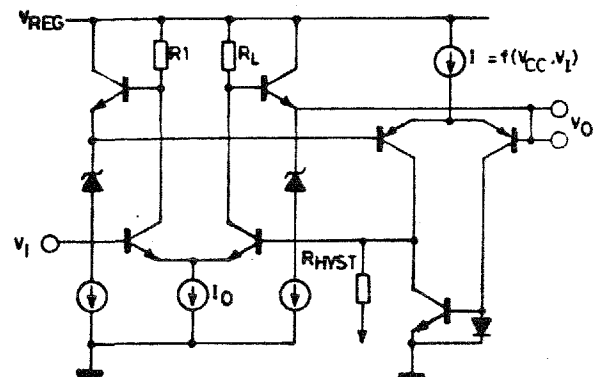 VREG
R1
RL
I = f(VCC, VI)
VO
VI
IO
RHYST